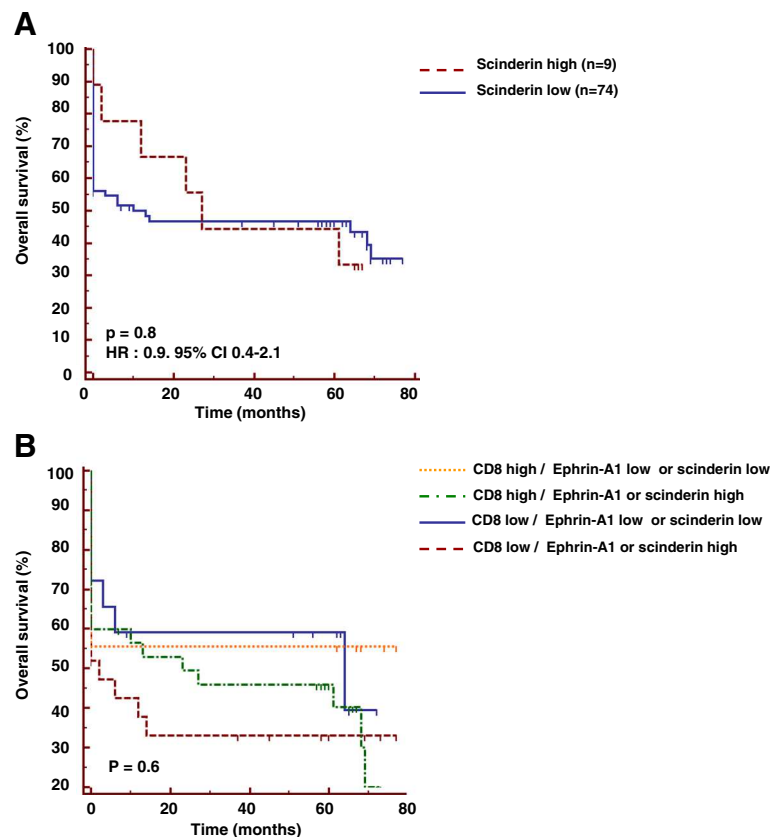 A
Overall survival (%)
100
90
80
70
60
50
40
30
20
10
0
0 20 40 60 80
Time (months)
p = 0.8
HR : 0.9. 95% CI 0.4-2.1
Scinderin high (n=9)
Scinderin low (n=74)
B
Overall survival (%)
100
90
80
70
60
50
40
30
20
0 20 40 60 80
Time (months)
P = 0.6
CD8 high / Ephrin-A1 low or scinderin low
CD8 high / Ephrin-A1 or scinderin high
CD8 low / Ephrin-A1 low or scinderin low
CD8 low / Ephrin-A1 or scinderin high